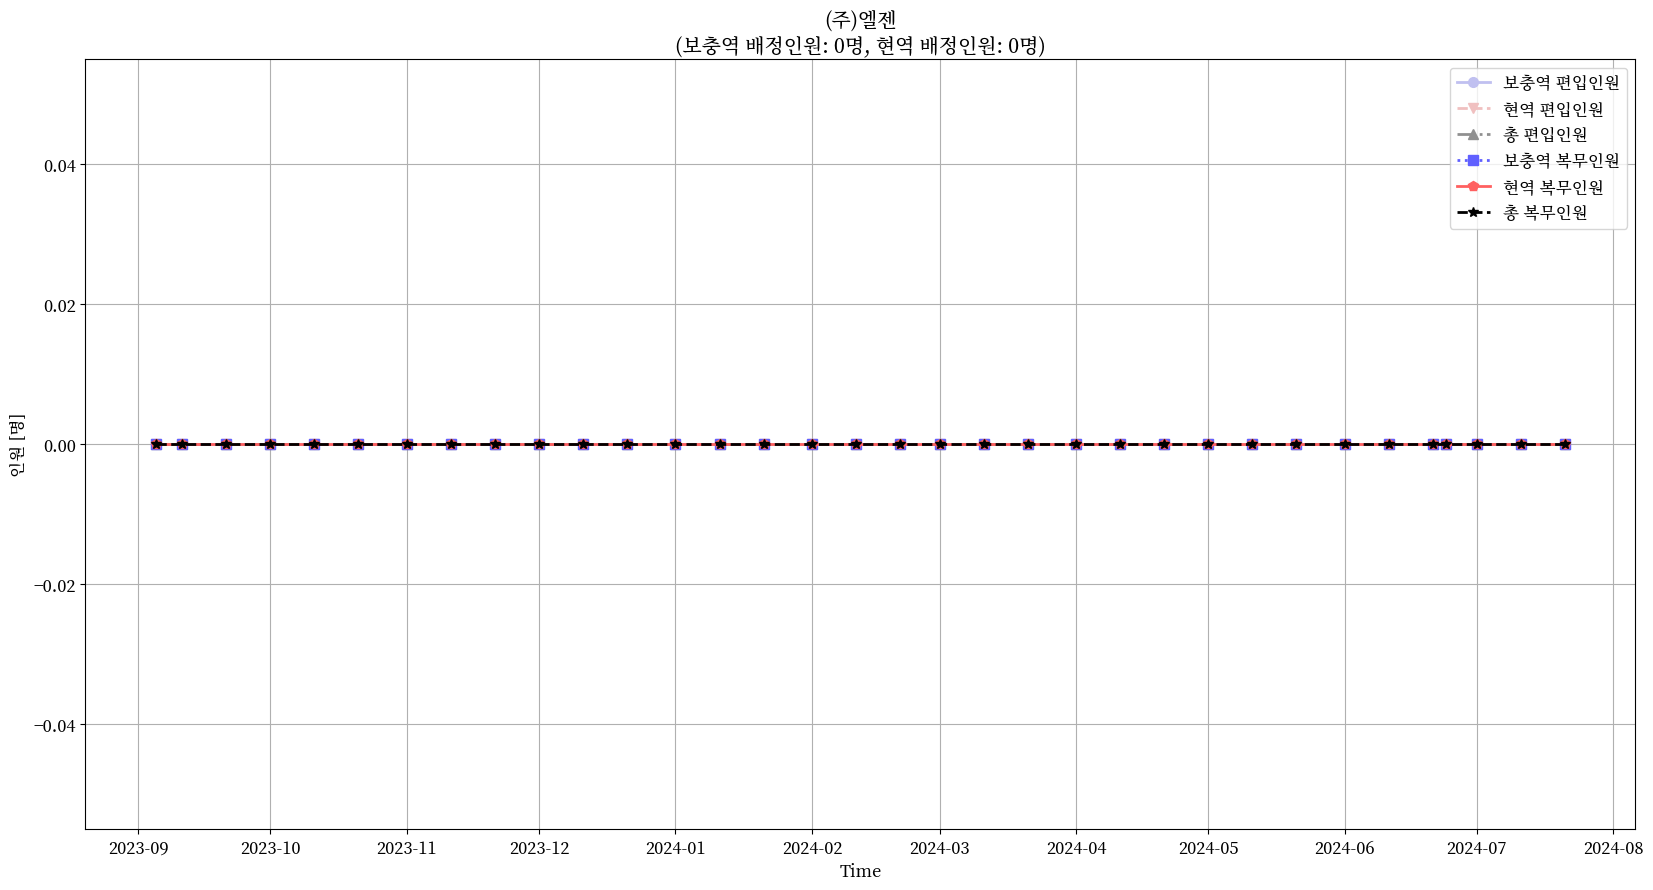 (주)엘젠
(보충역 배정인원: 0명, 현역 배정인원: 0명)
보충역 편입인원
현역 편입인원
총 편입인원
보충역 복무인원
현역 복무인원
총 복무인원
인원 [명]
0.04
0.02
0.00
−0.02
−0.04
2023-09 2023-10 2023-11 2023-12 2024-01 2024-02 2024-03 2024-04 2024-05 2024-06 2024-07 2024-08
Time